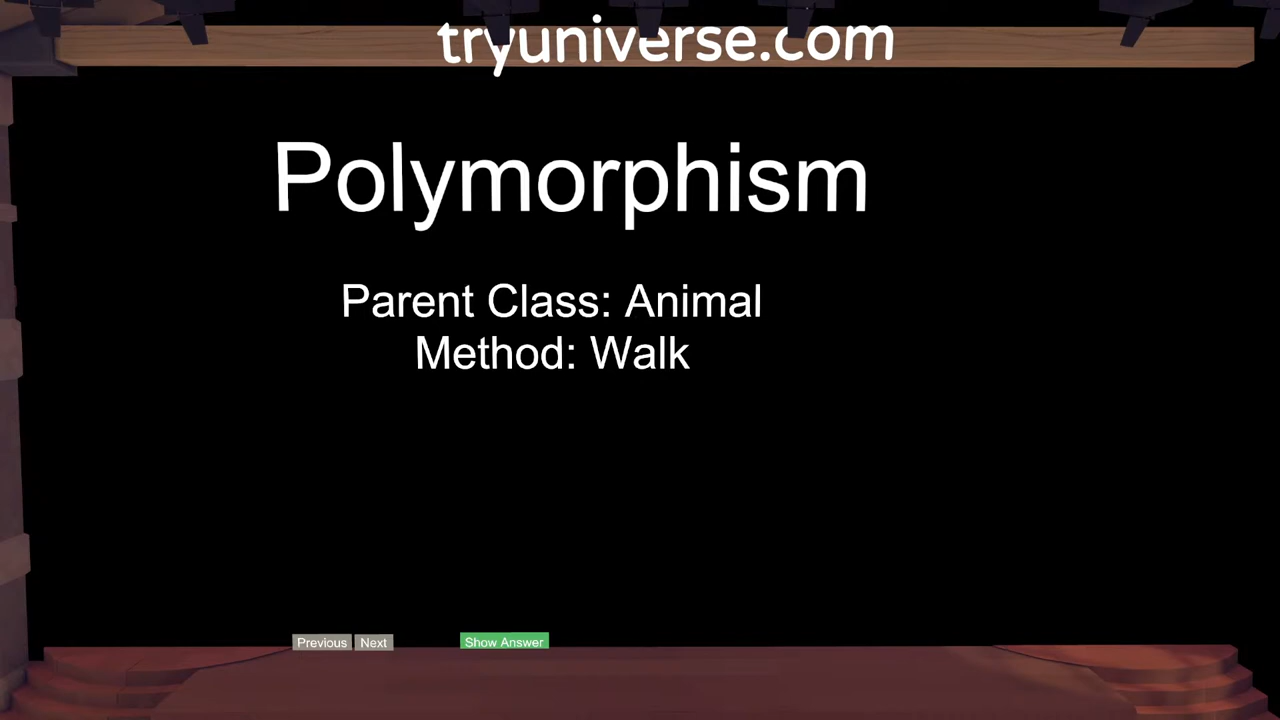 tryuniverse.com
Polymorphism
Parent Class: Animal
Method: Walk
Previous Next Show Answer